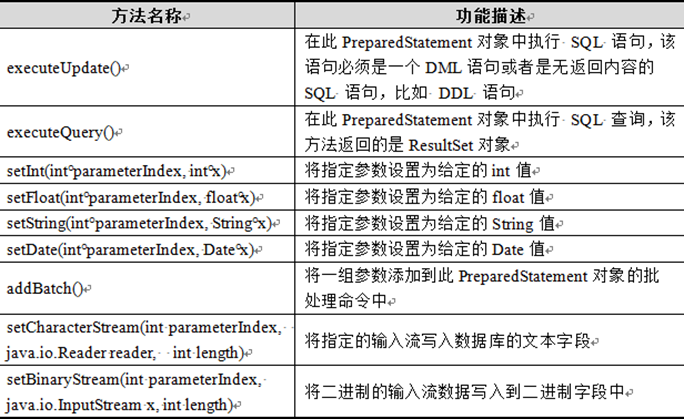 方法名称 功能描述
executeUpdate() 在此 PreparedStatement 对象中执行 SQL 语句，该
语句必须是一个 DML 语句或者是无返回内容的
SQL 语句，比如 DDL 语句
executeQuery() 在此 PreparedStatement 对象中执行 SQL 查询，该
方法返回的是 ResultSet 对象
setInt(int parameterIndex, int x) 将指定参数设置为给定的 int 值
setFloat(int parameterIndex, float x) 将指定参数设置为给定的 float 值
setString(int parameterIndex, String x) 将指定参数设置为给定的 String 值
setDate(int parameterIndex, Date x) 将指定参数设置为给定的 Date 值
addBatch() 将一组参数添加到此 PreparedStatement 对象的批
处理命令中
setCharacterStream(int parameterIndex,
java.io.Reader reader, int length) 将指定的输入流写入数据库的文本字段
setBinaryStream(int parameterIndex,
java.io.InputStream x, int length) 将二进制的输入流数据写入到二进制字段中